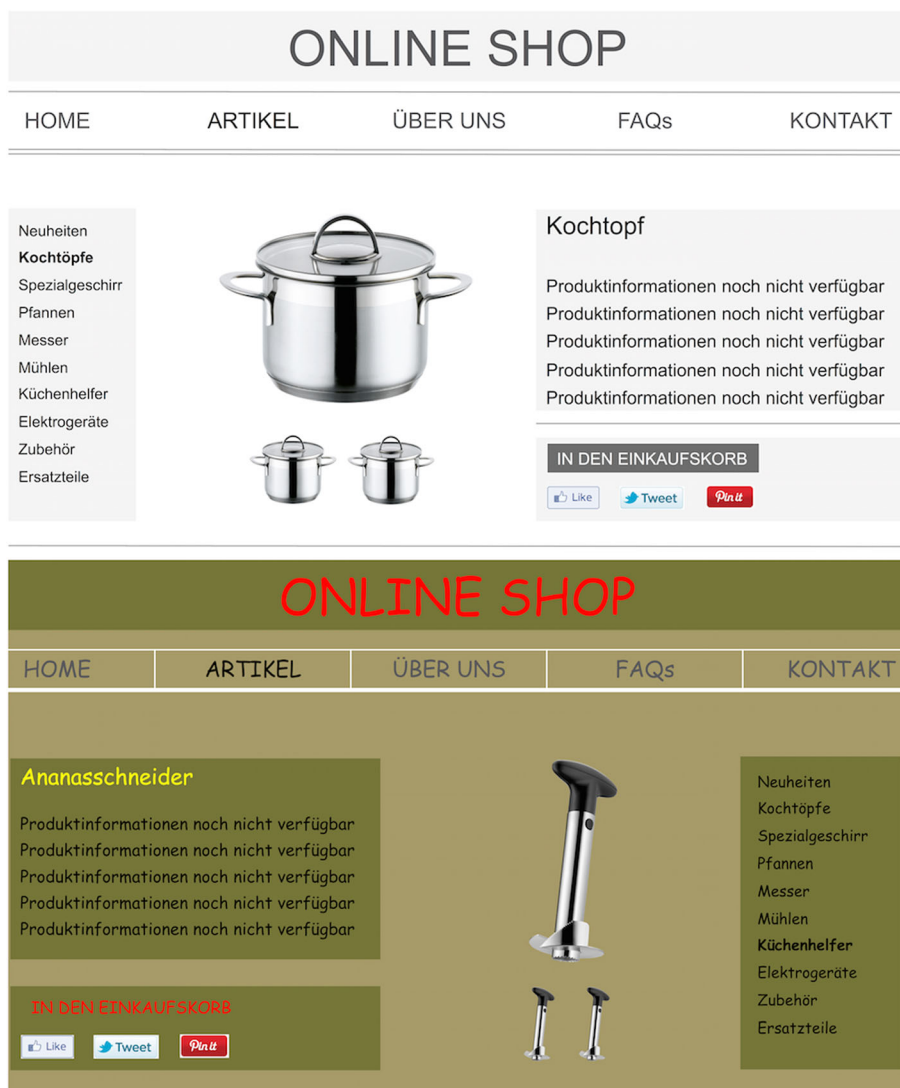 ONLINE SHOP
HOME ARTIKEL ÜBER UNS FAQs KONTAKT
Neuheiten
Kochtöpfe
Spezialgeschirr
Pfannen
Messer
Mühlen
Küchenhelfer
Elektrogeräte
Zubehör
Ersatzteile
Kochtopf
Produktinformationen noch nicht verfügbar
Produktinformationen noch nicht verfügbar
Produktinformationen noch nicht verfügbar
Produktinformationen noch nicht verfügbar
Produktinformationen noch nicht verfügbar
IN DEN EINKAUFSKORB
Like Tweet Pin it
ONLINE SHOP
HOME ARTIKEL ÜBER UNS FAQs KONTAKT
Ananasschneider
Produktinformationen noch nicht verfügbar
Produktinformationen noch nicht verfügbar
Produktinformationen noch nicht verfügbar
Produktinformationen noch nicht verfügbar
Produktinformationen noch nicht verfügbar
IN DEN EINKAUFSKORB
Like Tweet Pin it
Neuheiten
Kochtöpfe
Spezialgeschirr
Pfannen
Messer
Mühlen
Küchenhelfer
Elektrogeräte
Zubehör
Ersatzteile